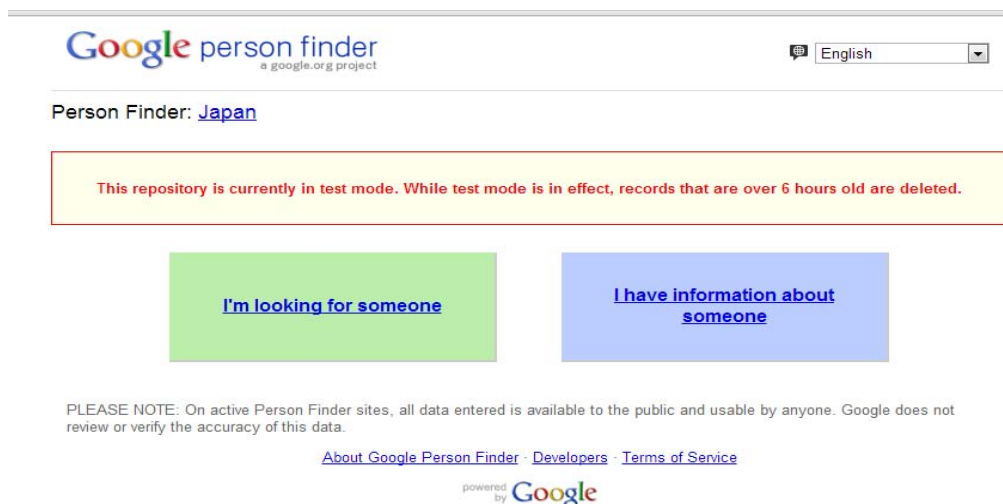 Google person finder
a google.org project
English
Person Finder: Japan
This repository is currently in test mode. While test mode is in effect, records that are over 6 hours old are deleted.
I'm looking for someone
I have information about
someone
PLEASE NOTE: On active Person Finder sites, all data entered is available to the public and usable by anyone. Google does not
review or verify the accuracy of this data.
About Google Person Finder - Developers - Terms of Service
powered
by Google